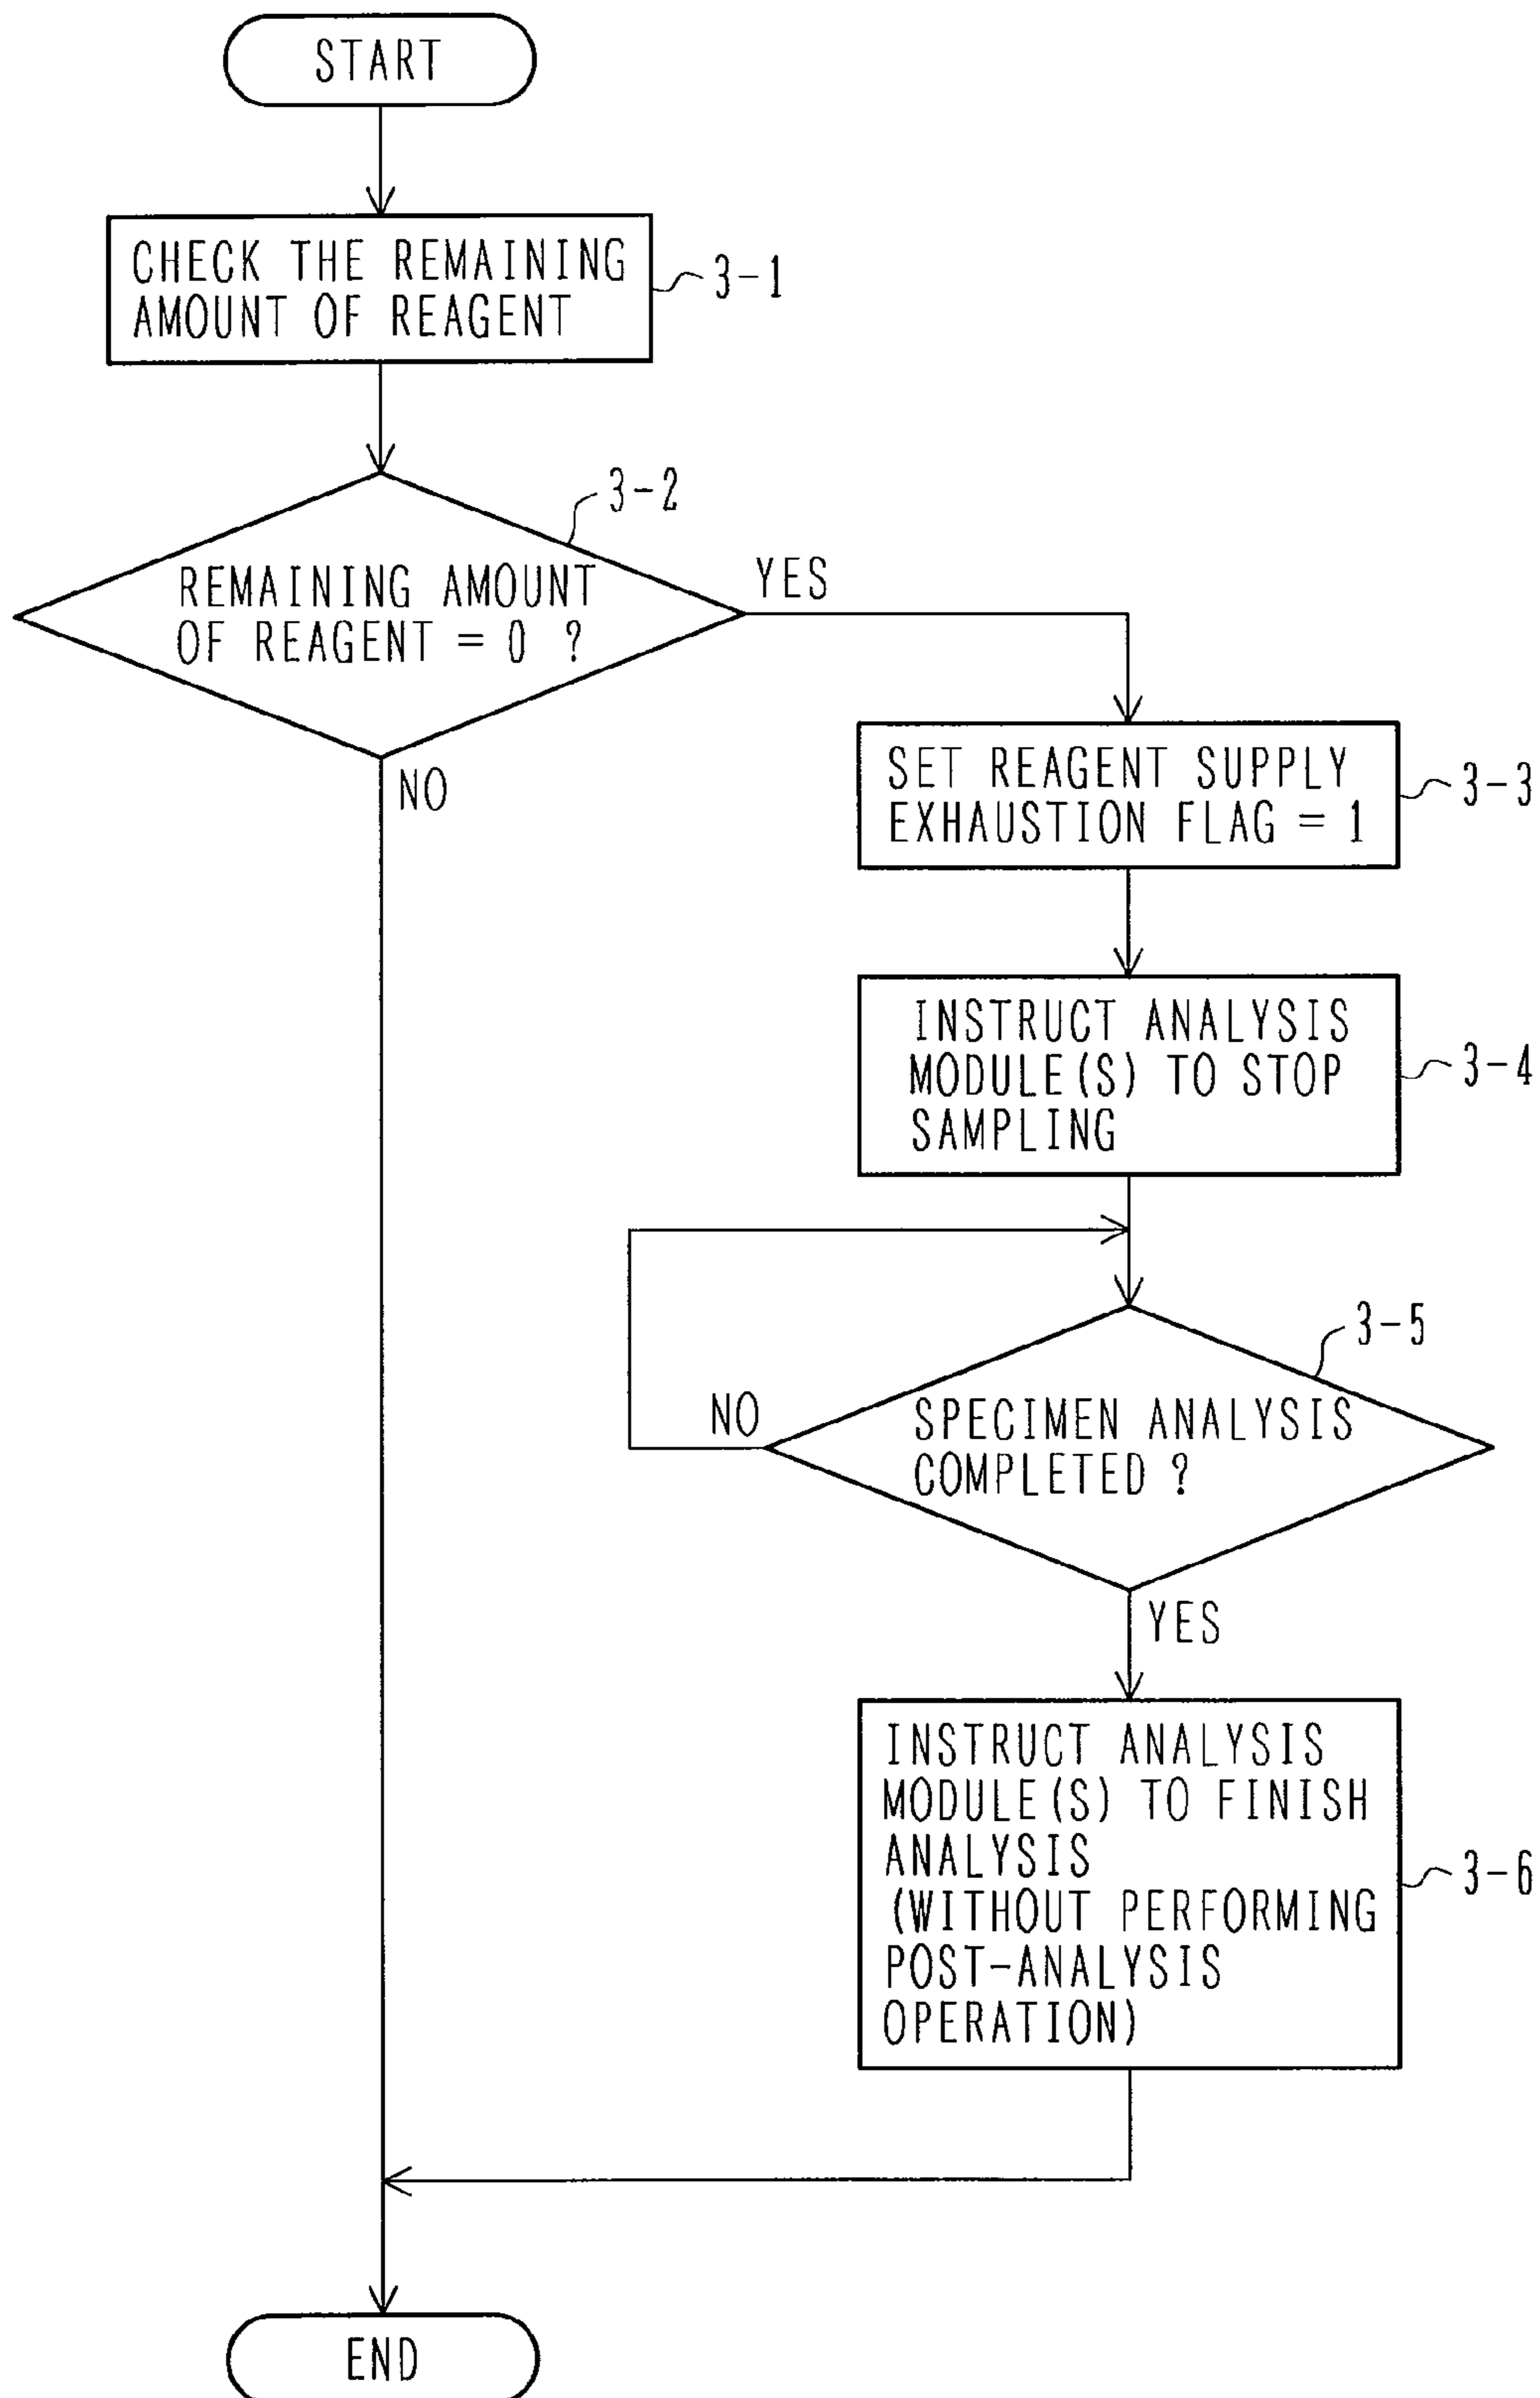 START
CHECK THE REMAINING
AMOUNT OF REAGENT
3-1
3-2
REMAINING AMOUNT
OF REAGENT = 0 ?
YES
NO
SET REAGENT SUPPLY
EXHAUSTION FLAG = 1
3-3
INSTRUCT ANALYSIS
MODULE(S) TO STOP
SAMPLING
3-4
3-5
SPECIMEN ANALYSIS
COMPLETED ?
NO
YES
INSTRUCT ANALYSIS
MODULE(S) TO FINISH
ANALYSIS
(WITHOUT PERFORMING
POST-ANALYSIS
OPERATION)
3-6
END